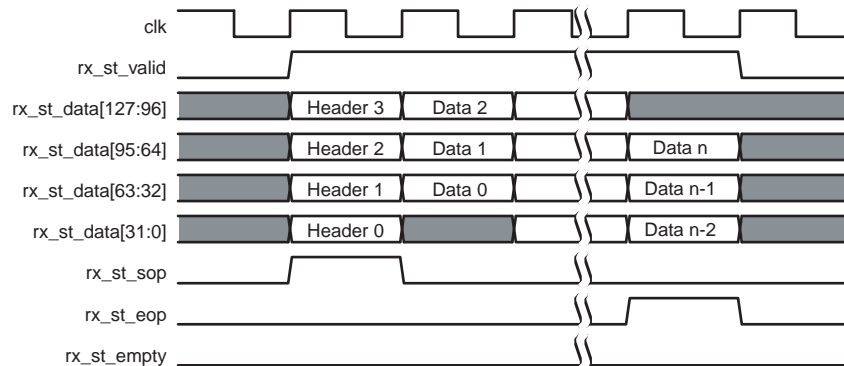 clk
rx_st_valid
rx_st_data[127:96] Header 3 Data 2
rx_st_data[95:64] Header 2 Data 1 Data n
rx_st_data[63:32] Header 1 Data 0 Data n-1
rx_st_data[31:0] Header 0 Data n-2
rx_st_sop
rx_st_eop
rx_st_empty